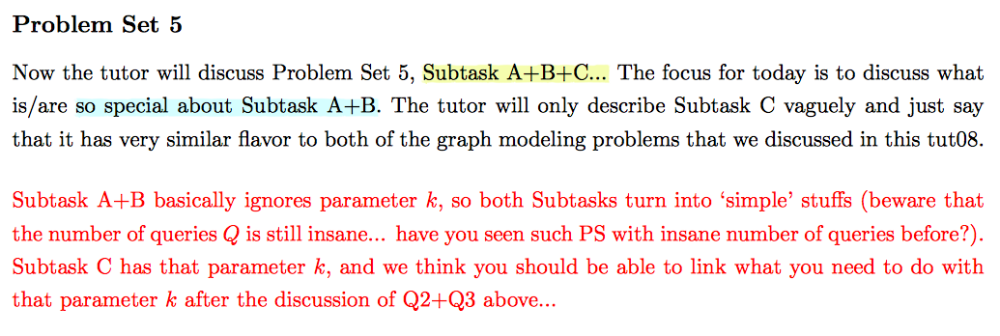 Problem Set 5
Now the tutor will discuss Problem Set 5, Subtask A+B+C... The focus for today is to discuss what
is/are so special about Subtask A+B. The tutor will only describe Subtask C vaguely and just say
that it has very similar flavor to both of the graph modeling problems that we discussed in this tut08.
Subtask A+B basically ignores parameter k, so both Subtasks turn into ‘simple’ stuffs (beware that
the number of queries Q is still insane... have you seen such PS with insane number of queries before?).
Subtask C has that parameter k, and we think you should be able to link what you need to do with
that parameter k after the discussion of Q2+Q3 above...